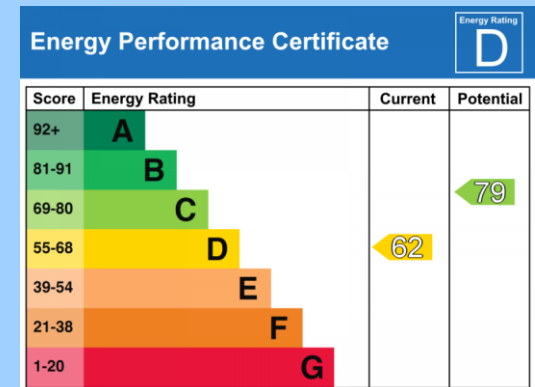 Energy Performance Certificate
Energy Rating
D
Score Energy Rating Current Potential
92+ A
81-91 B
79
69-80 C
55-68 D 62
39-54 E
21-38 F
1-20 G